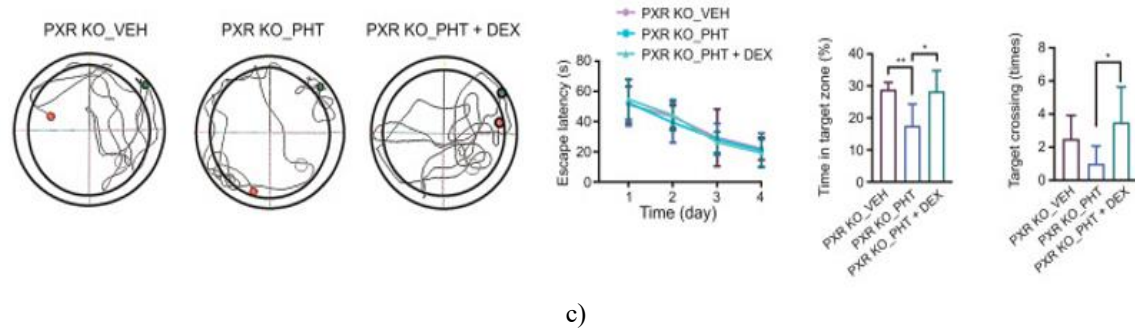 PXR KO_VEH
PXR KO_PHT
PXR KO_PHT + DEX
PXR KO_VEH
PXR KO_PHT
PXR KO_PHT + DEX
Escape latency (s)
100
80
60
40
20
0
1 2 3 4
Time (day)
Time in target zone (%)
40
30
20
10
0
**
*
PXR KO_VEH
PXR KO_PHT
PXR KO_PHT + DEX
Target crossing (times)
8
6
4
2
0
*
PXR KO_VEH
PXR KO_PHT
PXR KO_PHT + DEX
c)